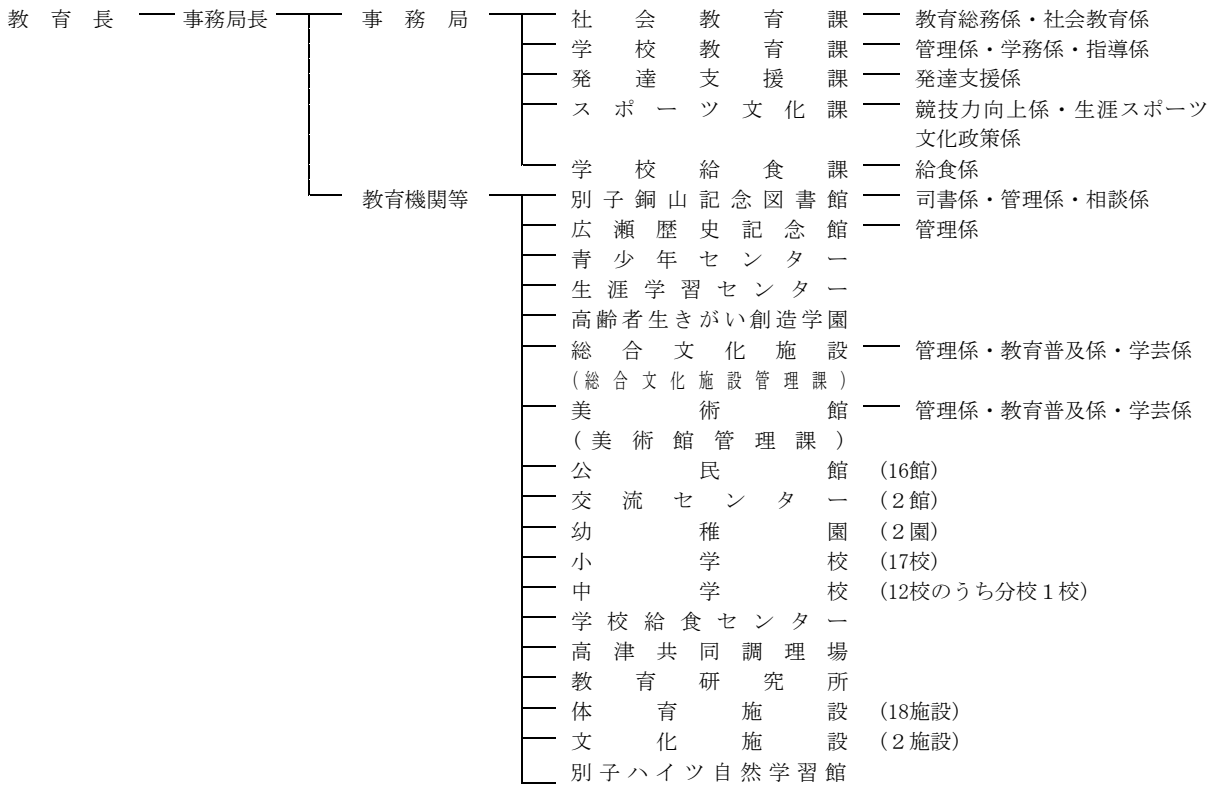 教育長 事務局長 事務局 社会教育課 教育総務係・社会教育係
学校教育課 管理係・学務係・指導係
発達支援課 発達支援係
スポーツ文化課 競技力向上係・生涯スポーツ
文化政策係
学校給食課 給食係
教育機関等 別子銅山記念図書館 司書係・管理係・相談係
広瀬歴史記念館 管理係
青少年センター
生涯学習センター
高齢者生きがい創造学園
総合文化施設 管理係・教育普及係・学芸係
(総合文化施設管理課)
美術館 管理係・教育普及係・学芸係
(美術館管理課)
公民館 (16館)
交流センター (2館)
幼稚園 (2園)
小学校 (17校)
中学校 (12校のうち分校1校)
学校給食センター
高津共同調理場
教育研究所
体育施設 (18施設)
文化施設 (2施設)
別子ハイツ自然学習館